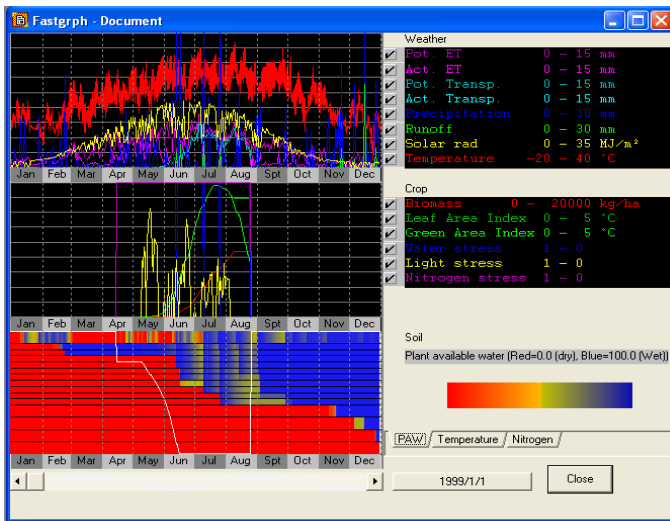 Fastgrph - Document
Weather
Pot. ET 0 - 15 mm
Act. ET 0 - 15 mm
Pot. Transp. 0 - 15 mm
Act. Transp. 0 - 15 mm
Precipitation 0 - 30 mm
Runoff 0 - 30 mm
Solar rad 0 - 35 MJ/m²
Temperature -20 - 40 °C
Jan Feb Mar Apr May Jun Jul Aug Spt Oct Nov Dec
Crop
Biomass 0 - 20000 kg/ha
Leaf Area Index 0 - 5 °C
Green Area Index 0 - 5 °C
Water stress 1 - 0
Light stress 1 - 0
Nitrogen stress 1 - 0
Jan Feb Mar Apr May Jun Jul Aug Spt Oct Nov Dec
Soil
Plant available water (Red=0.0 (dry), Blue=100.0 (Wet))
PAW Temperature Nitrogen
Jan Feb Mar Apr May Jun Jul Aug Spt Oct Nov Dec
1999/1/1
Close